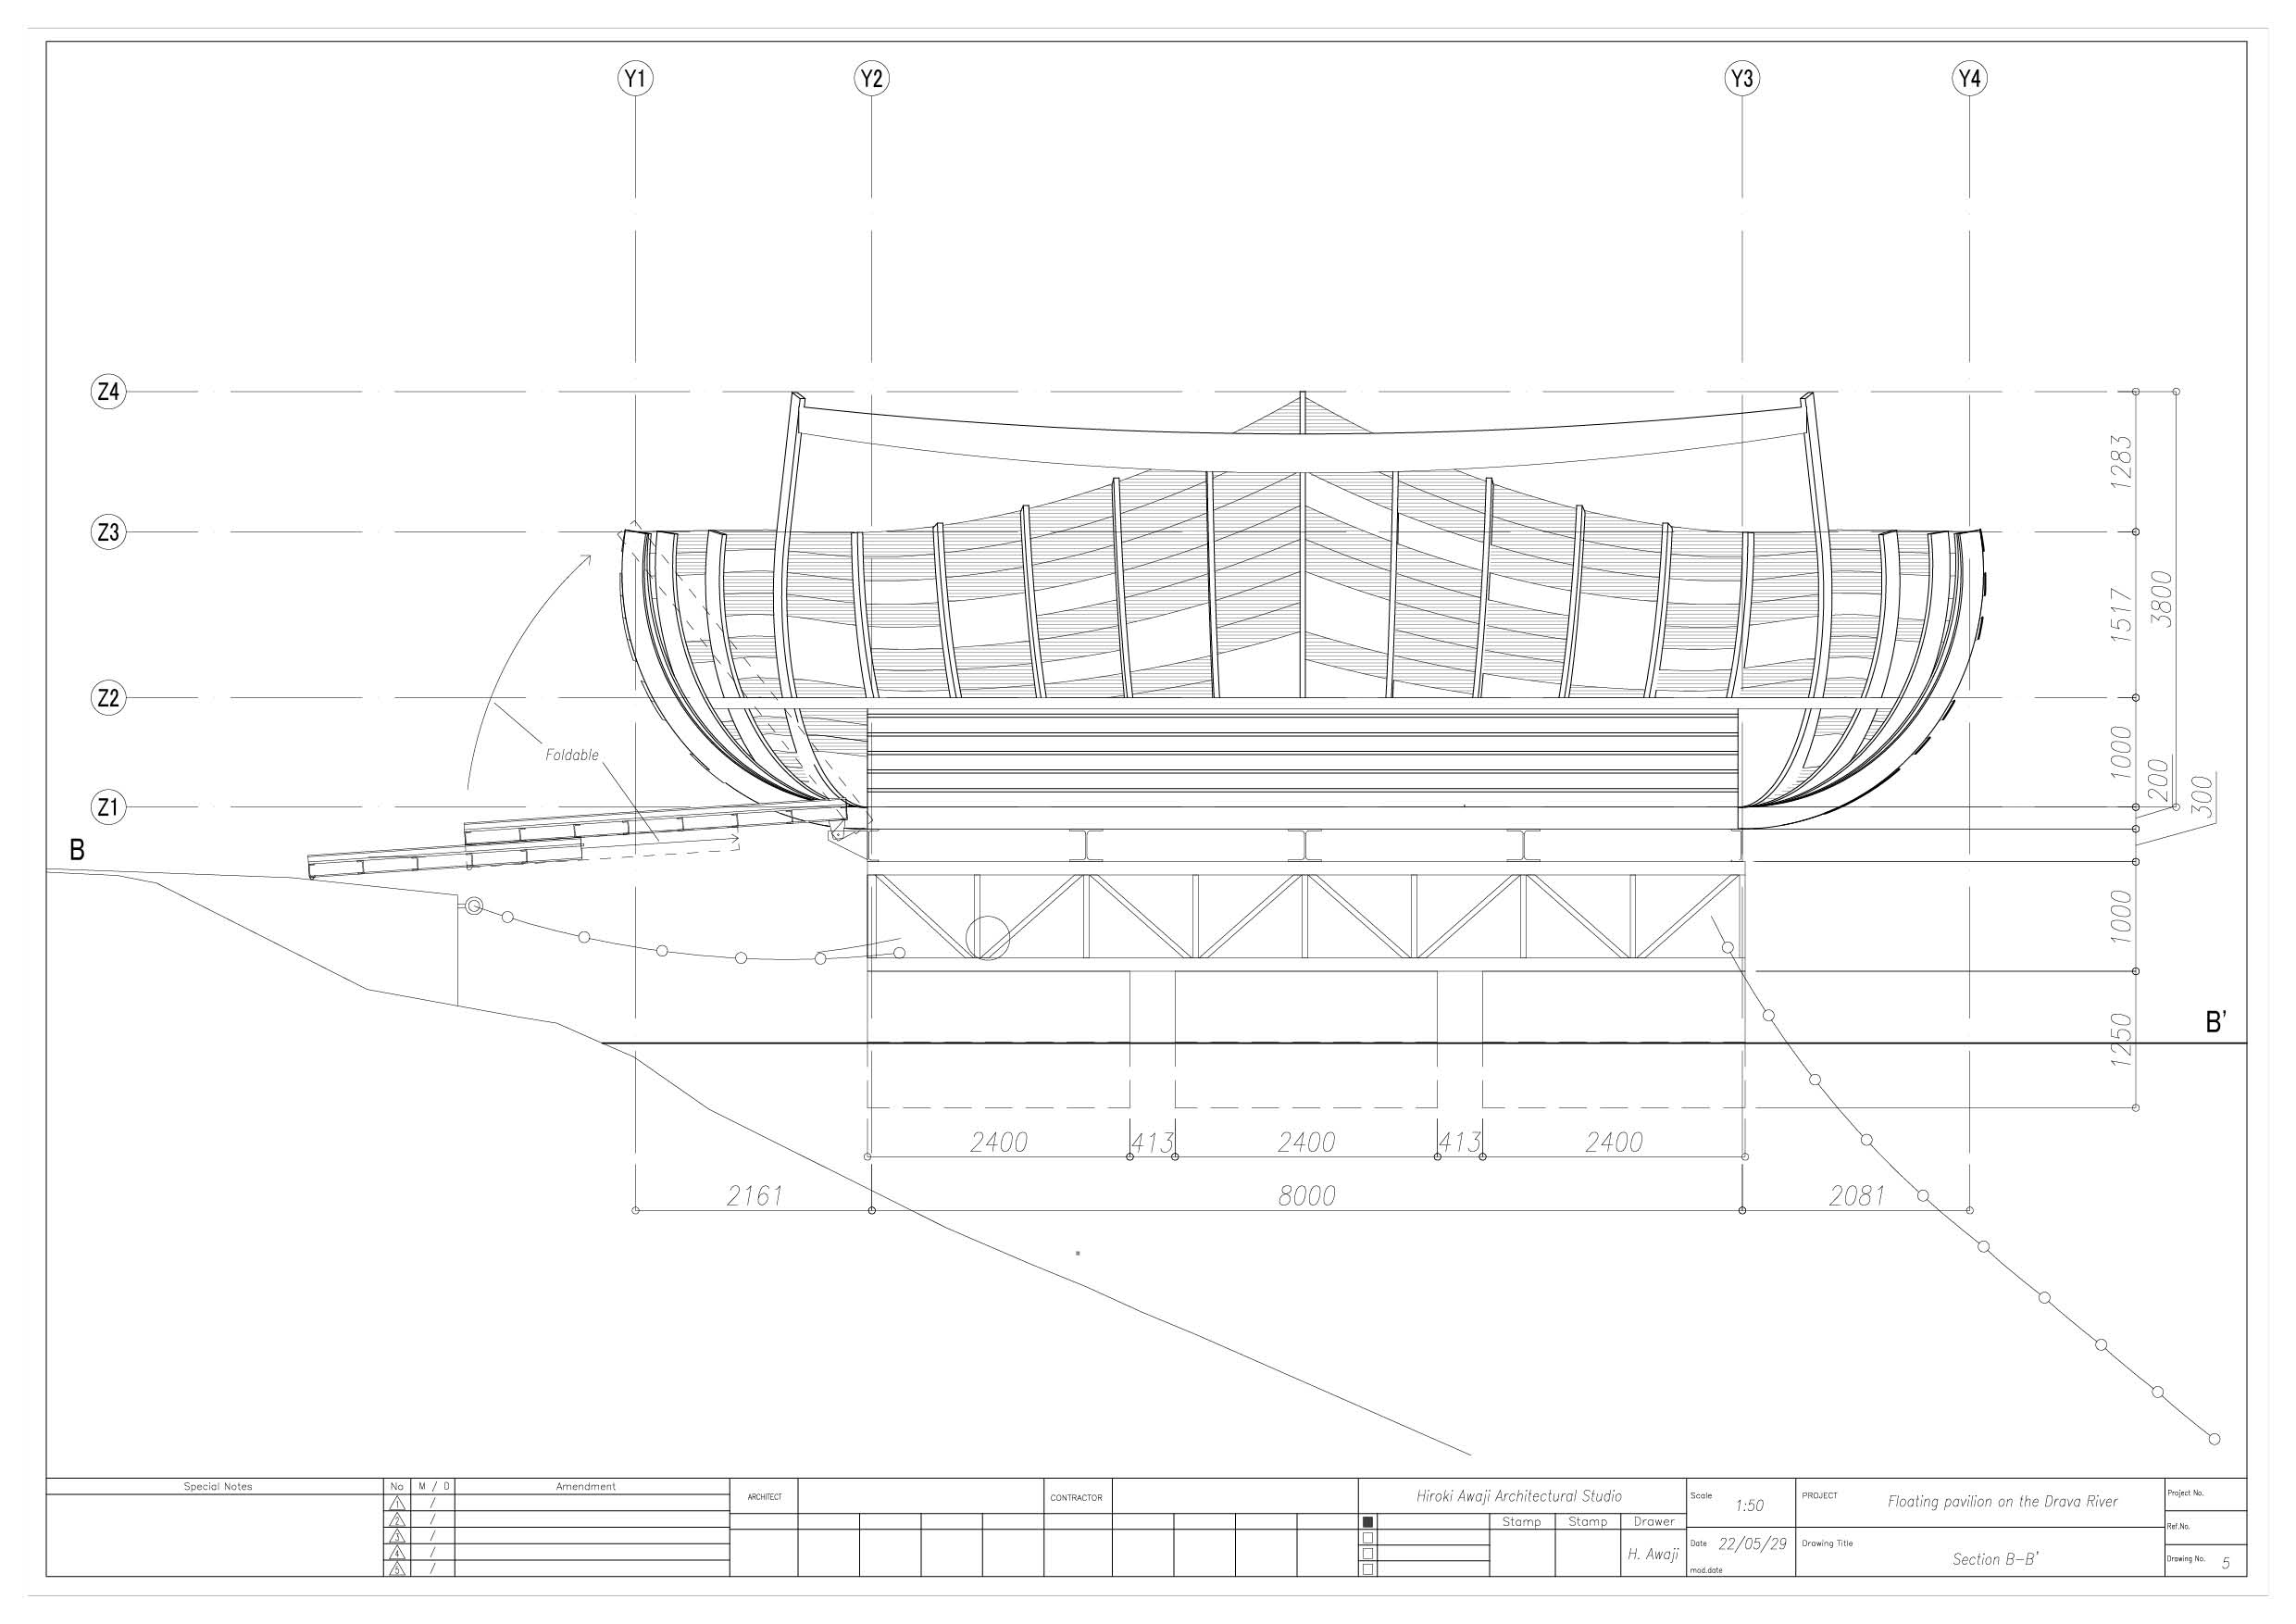 Y1 Y2 Y3 Y4
Z4
1283
Z3
3800
1517
Foldable
Z2
1000
200
300
Z1
B
1000
B'
1250
2400 413 2400 413 2400
2161 8000 2081
Special Notes No M / D Amendment
1 /
2 /
3 /
4 /
5 /
ARCHITECT CONTRACTOR
Hiroki Awaji Architectural Studio
Stamp Stamp Drawer
H. Awaji
Scale 1:50
Date 22/05/29
mod.date
PROJECT Floating pavilion on the Drava River
Drawing Title Section B-B'
Project No.
Ref.No.
Drawing No. 5